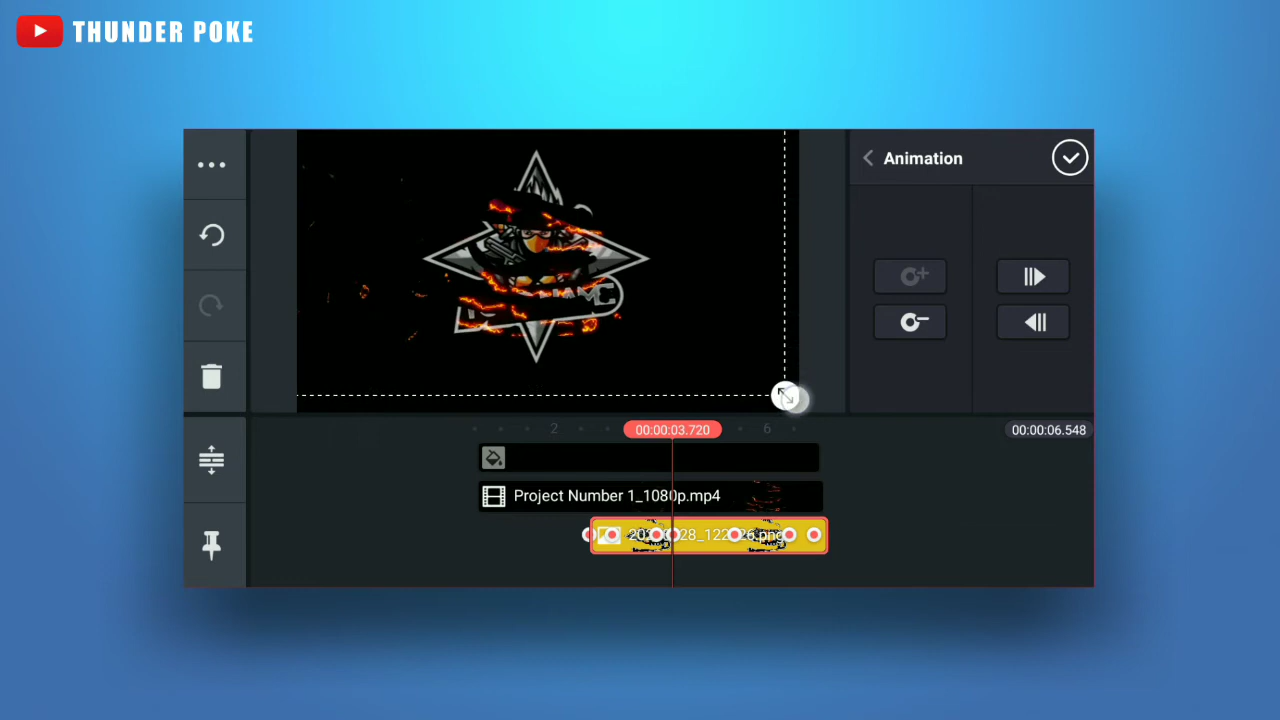 THUNDER POKE
Animation
2
00:00:03.720
6
00:00:06.548
Project Number 1_1080p.mp4